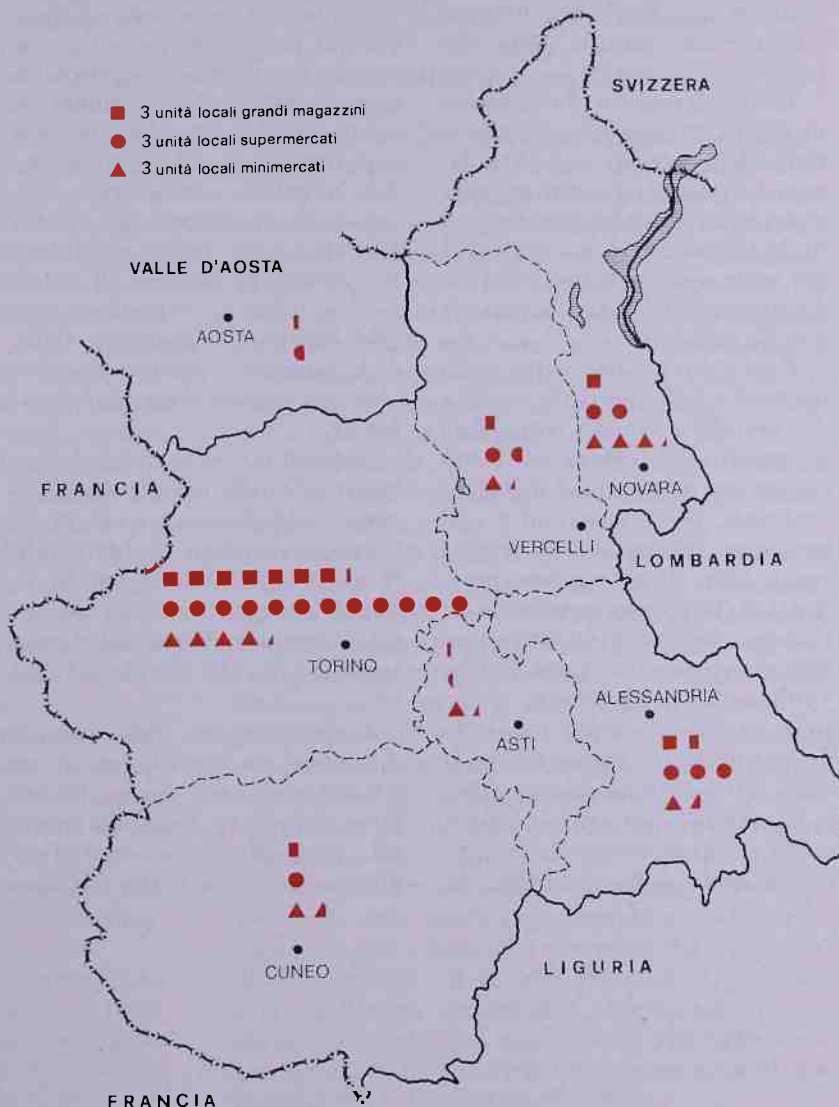 SVIZZERA
3 unità locali grandi magazzini
3 unità locali supermercati
3 unità locali minimercati
VALLE D'AOSTA
AOSTA
FRANCIA
NOVARA
VERCELLI
LOMBARDIA
TORINO
ALESSANDRIA
ASTI
CUNEO
LIGURIA
FRANCIA